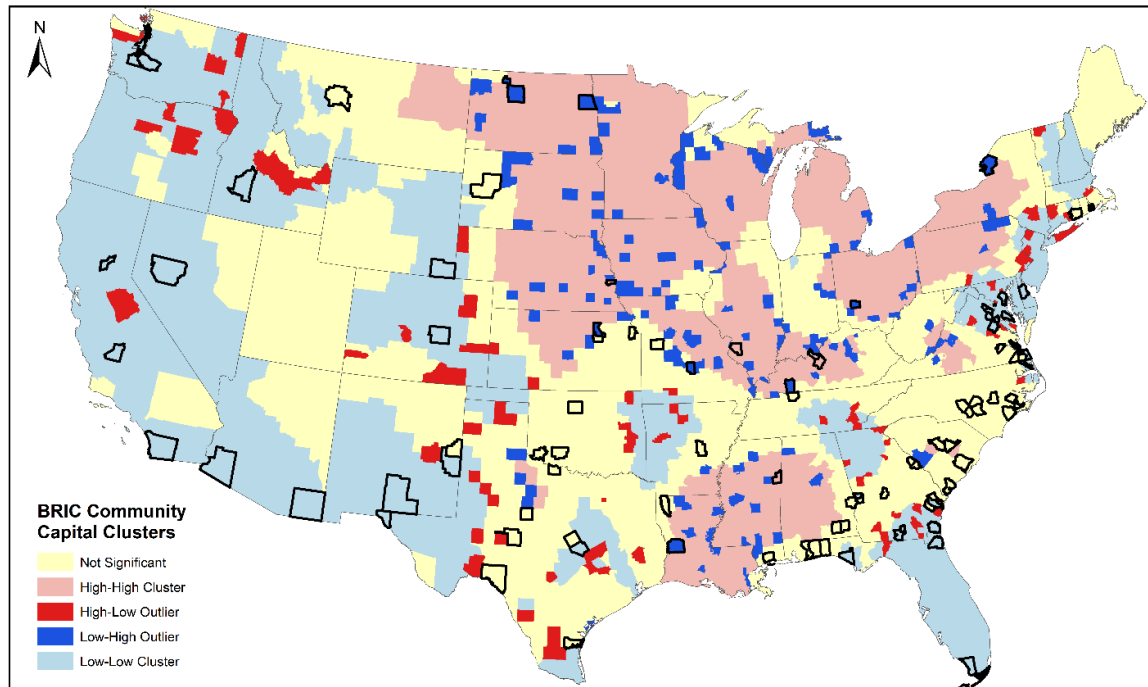 N
BRIC Community
Capital Clusters
Not Significant
High-High Cluster
High-Low Outlier
Low-High Outlier
Low-Low Cluster